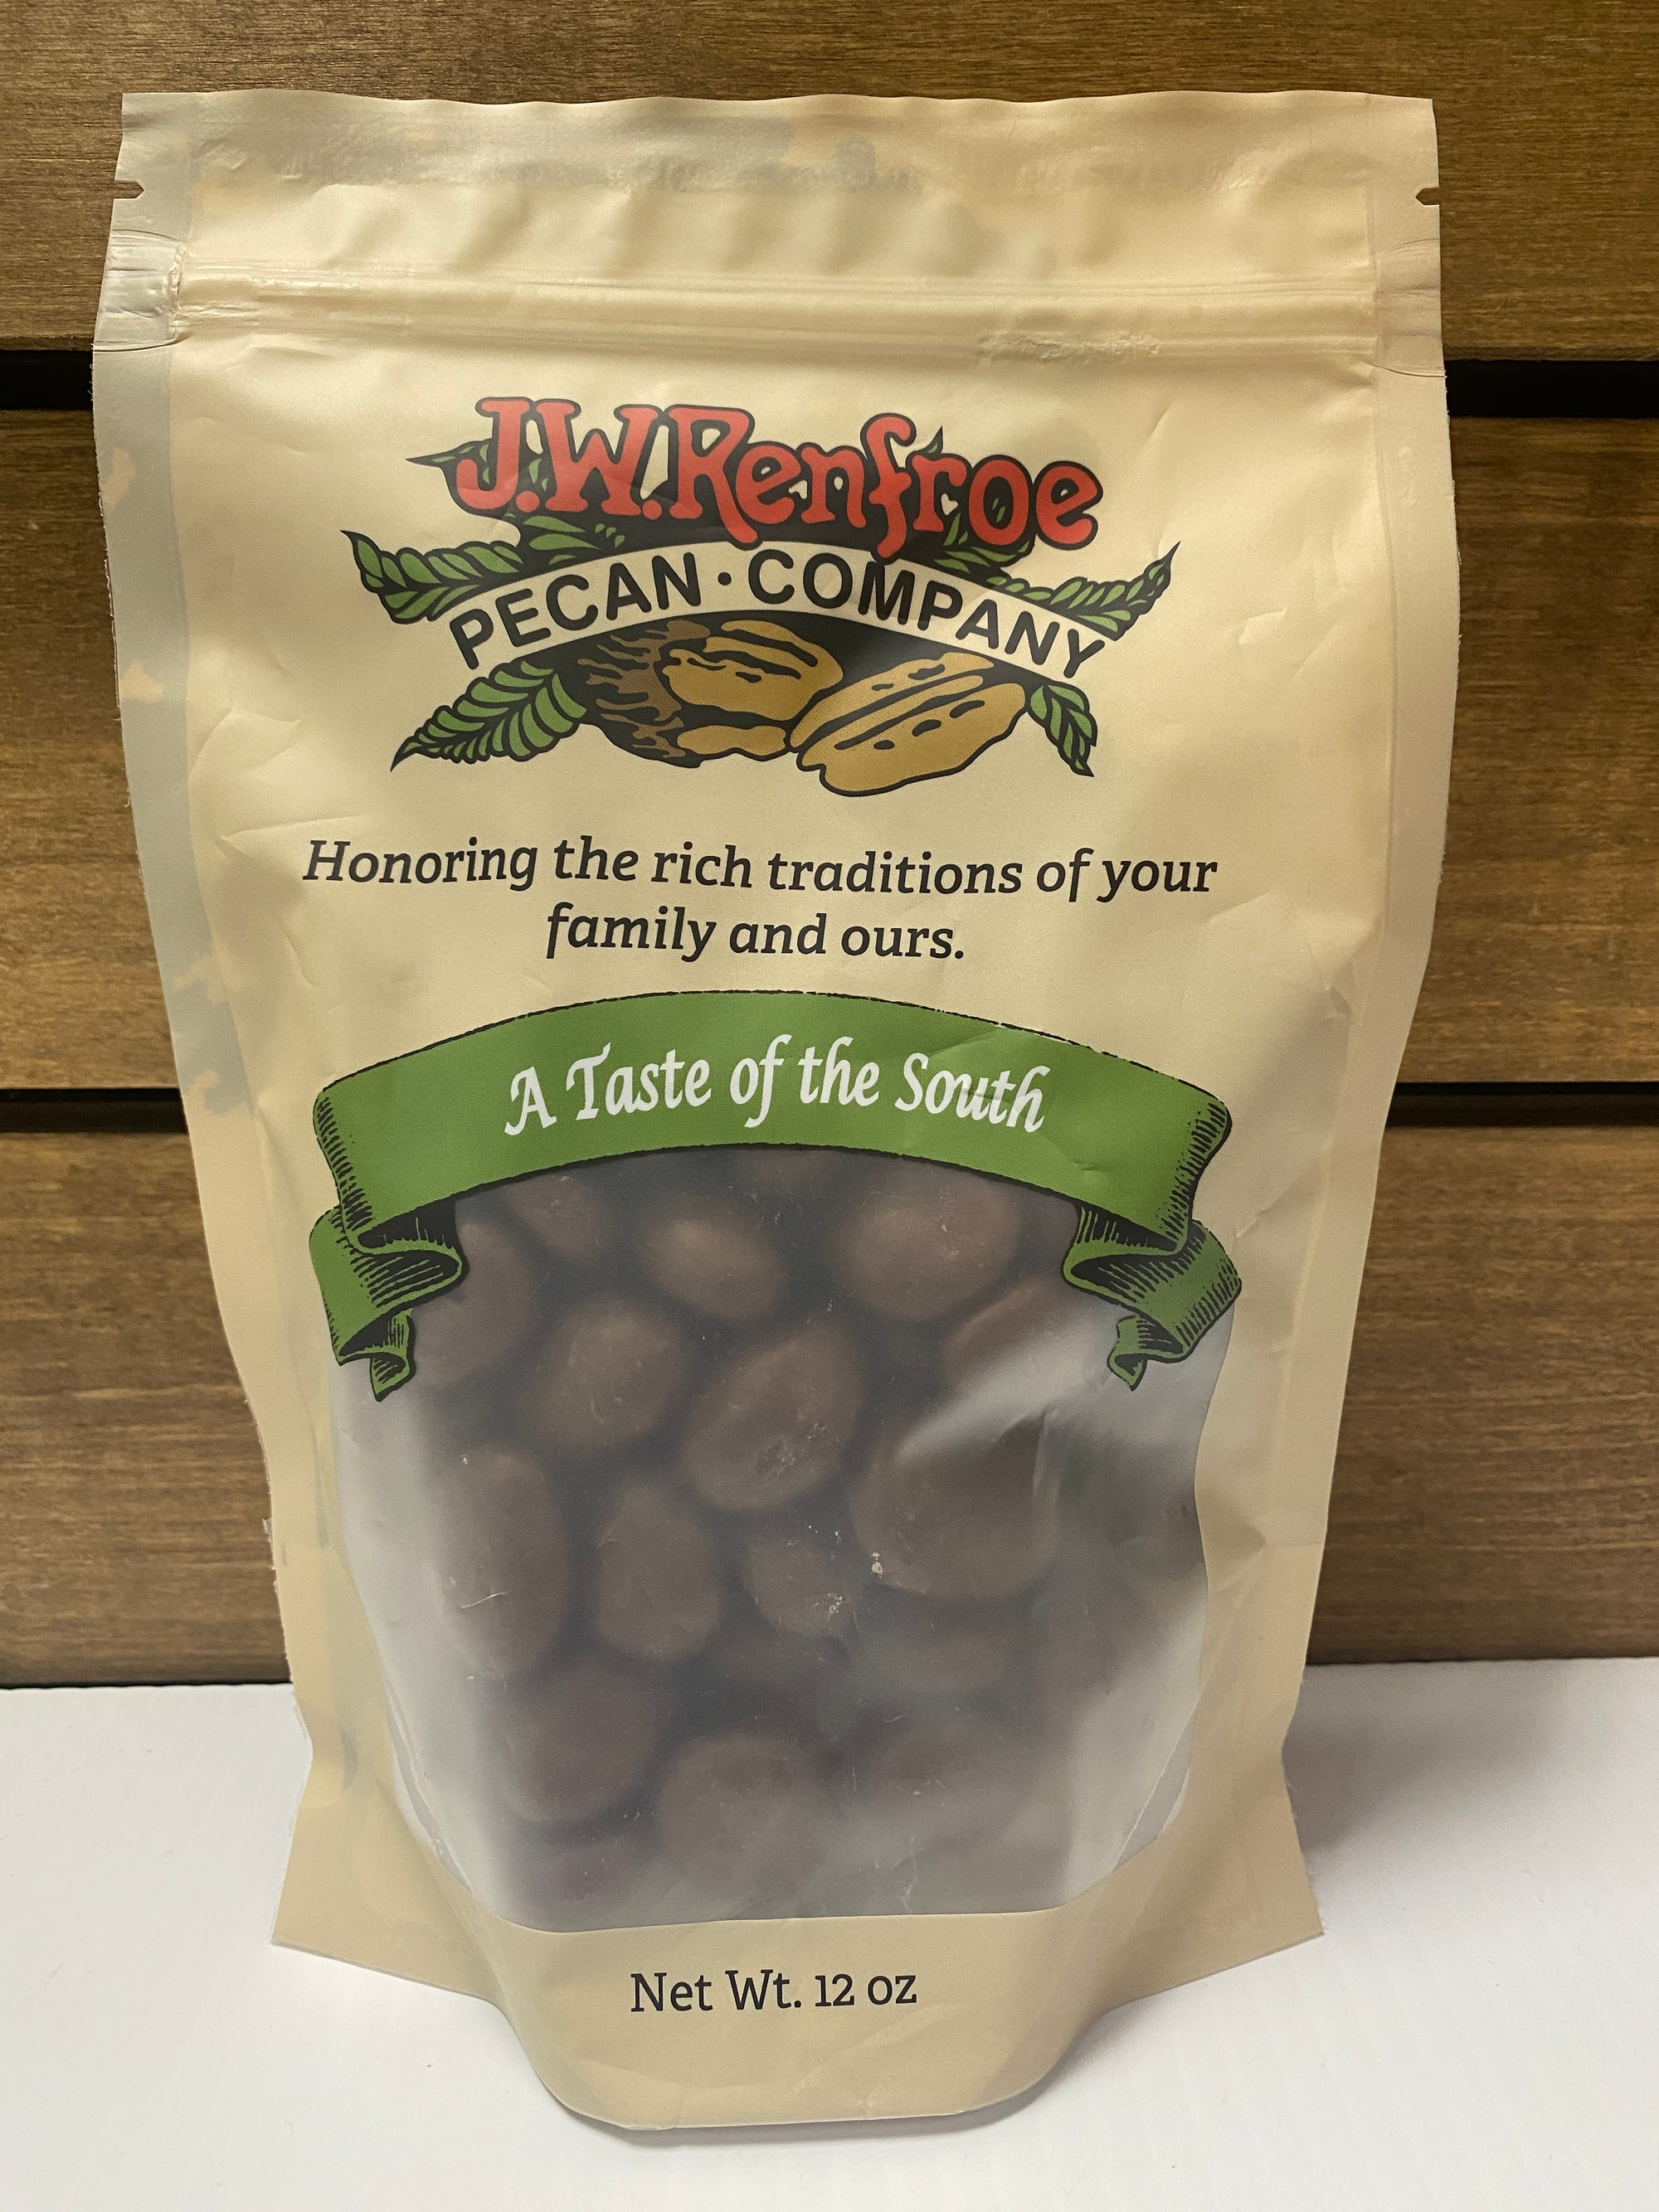 J.W. Renfroe
PECAN · COMPANY
Honoring the rich traditions of your
family and ours.
A Taste of the South
Net Wt. 12 oz